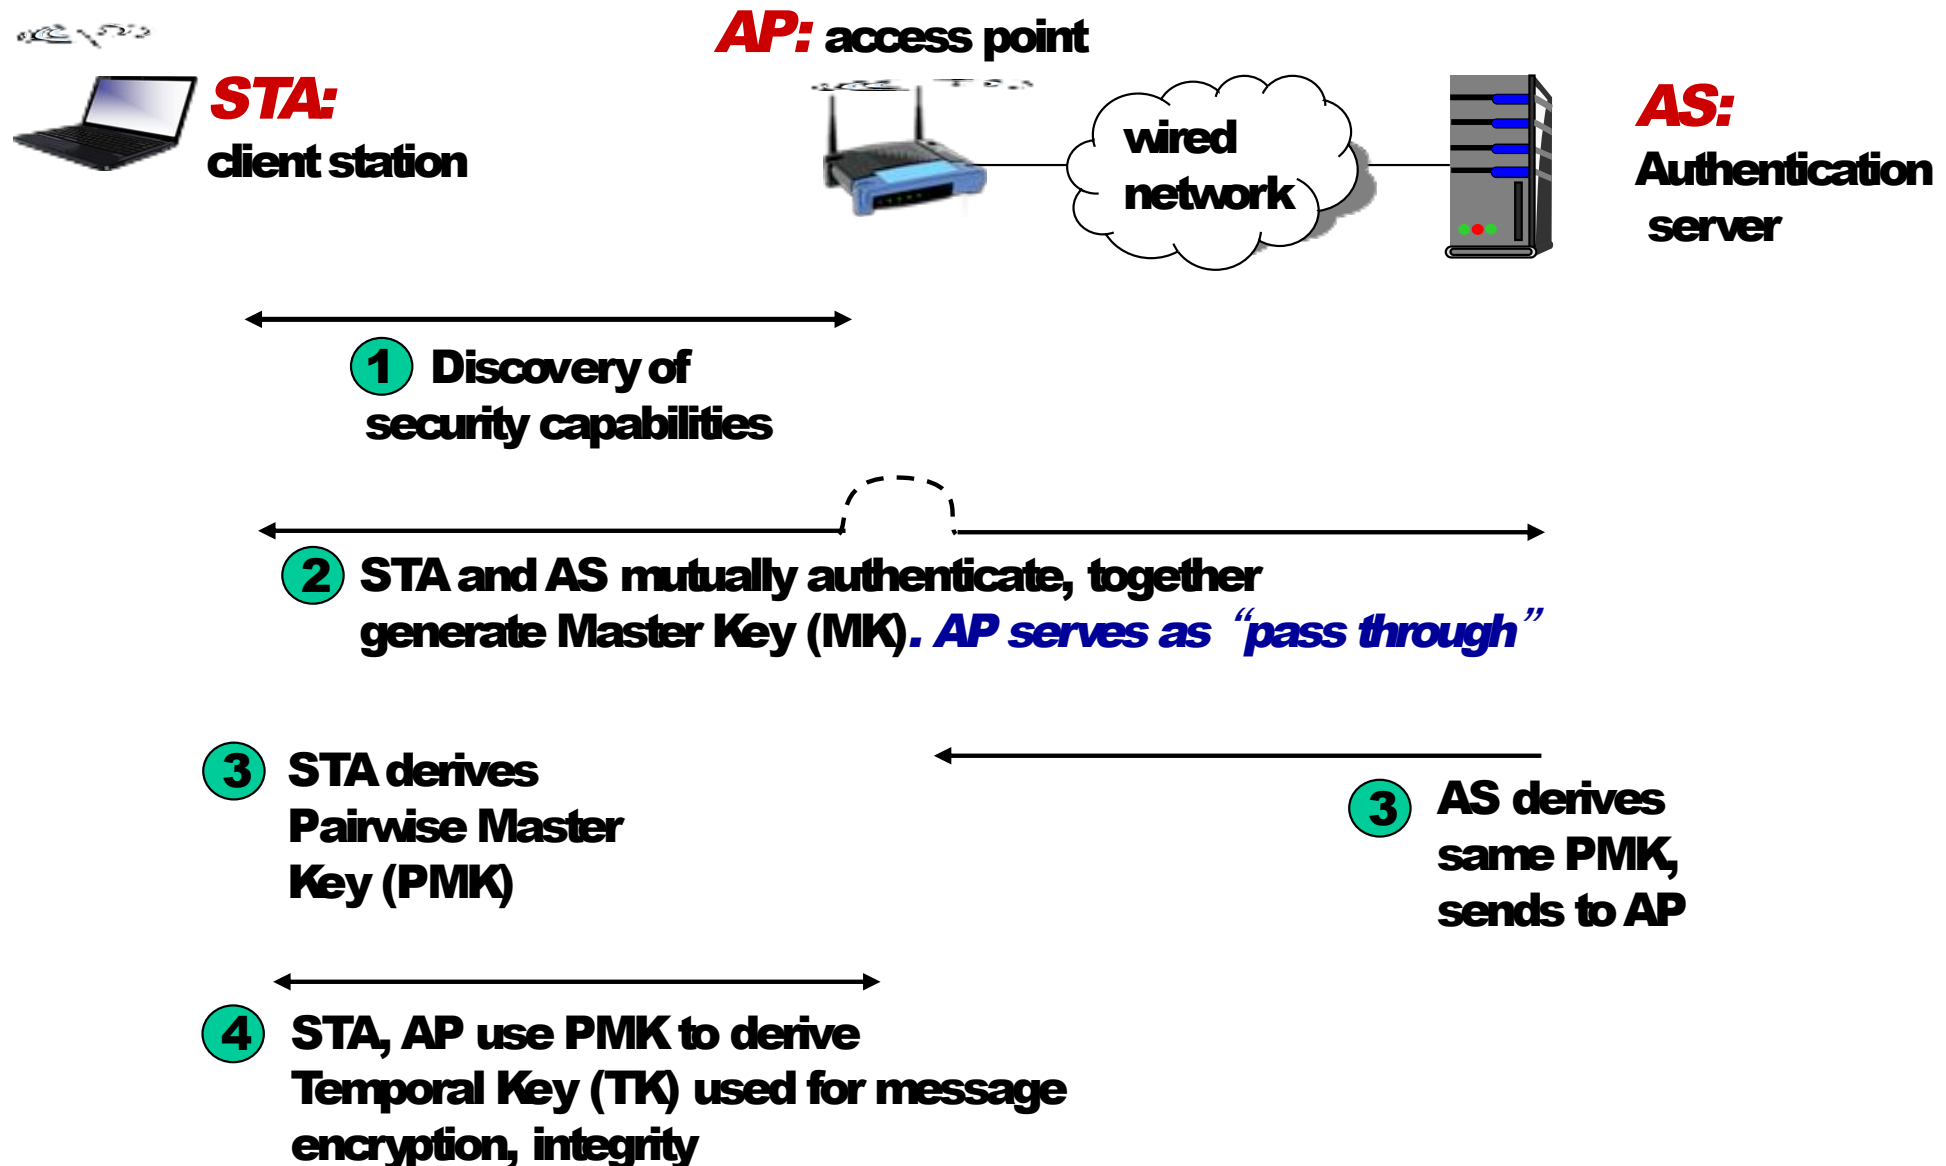 AP: access point
STA:
client station
wired
network
AS:
Authentication
server
1 Discovery of
security capabilities
2 STA and AS mutually authenticate, together
generate Master Key (MK). AP serves as “pass through”
3 STA derives
Pairwise Master
Key (PMK)
3 AS derives
same PMK,
sends to AP
4 STA, AP use PMK to derive
Temporal Key (TK) used for message
encryption, integrity